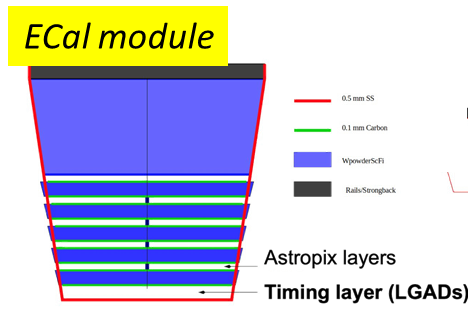 ECal module
0.5 mm SS
0.1 mm Carbon
WpowderScFi
Rails/Strongback
Astropix layers
Timing layer (LGADs)